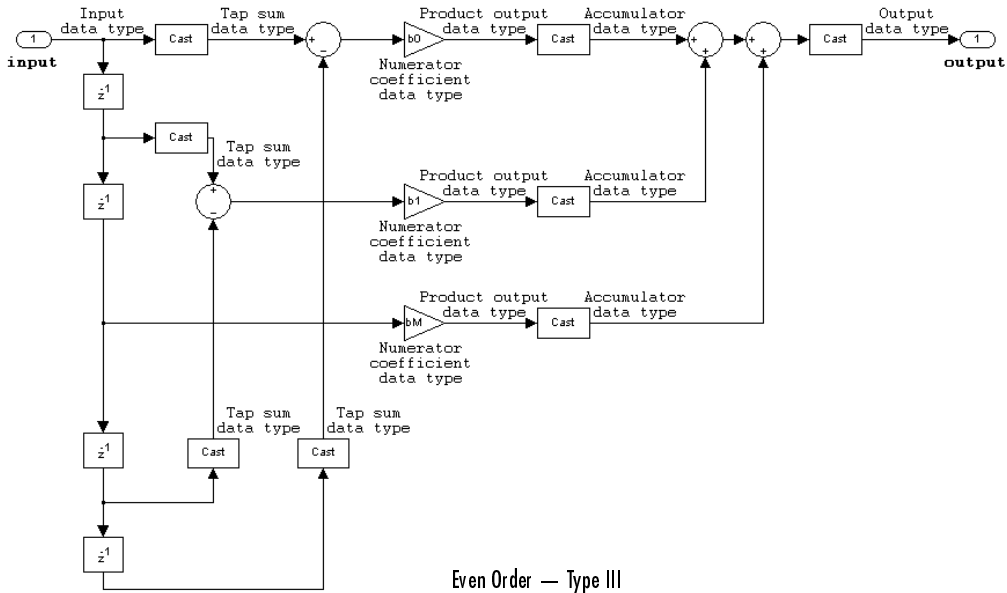 Input
data type
Tap sum
data type
Product output
data type
Accumulator
data type
Output
data type
1
input
Cast
+
−
b0
Cast
+
+
+
+
Cast
1
output
Numerator
coefficient
data type
z-1
Cast
Tap sum
data type
Product output
data type
Accumulator
data type
z-1
+
−
b1
Cast
Numerator
coefficient
data type
Product output
data type
Accumulator
data type
bM
Cast
Numerator
coefficient
data type
Tap sum
data type
Tap sum
data type
z-1
Cast
Cast
z-1
Even Order — Type III